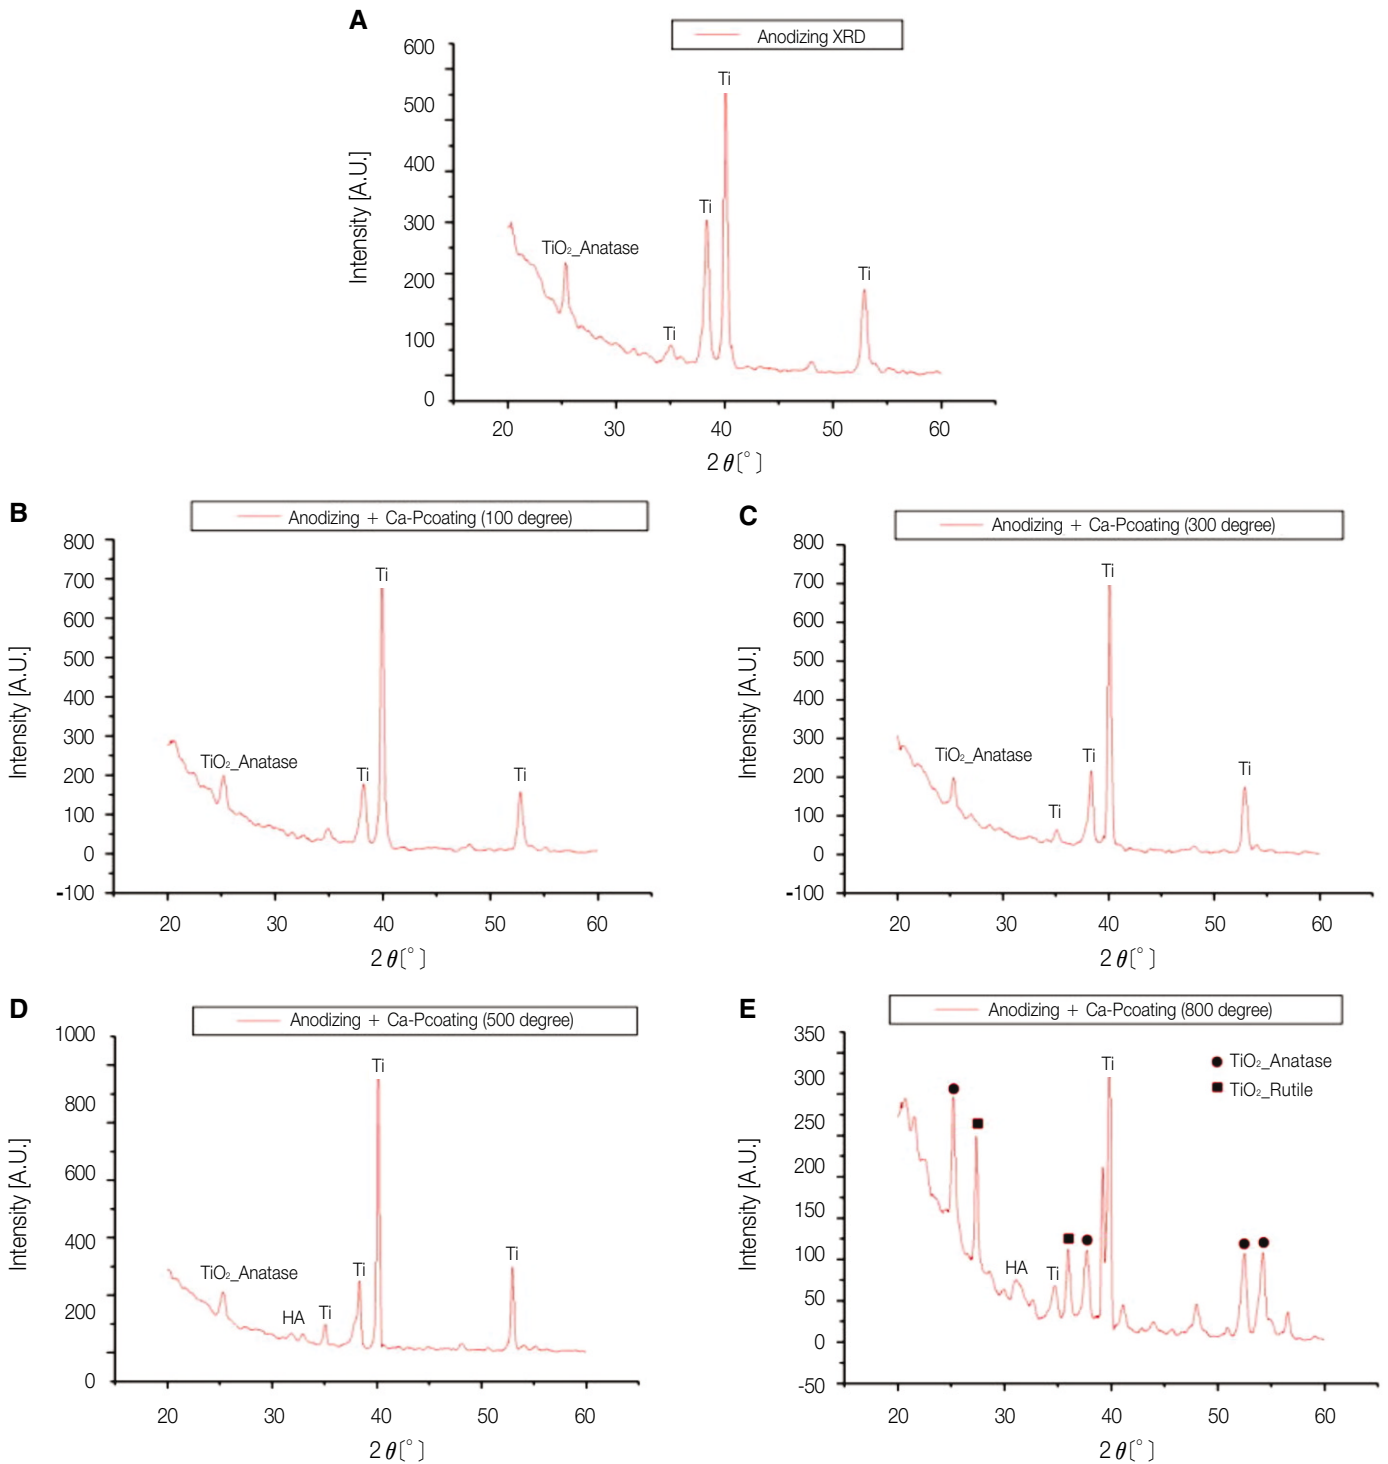 A
Anodizing XRD
600
500
400
300
200
100
0
Intensity [A.U.]
Ti
Ti
TiO₂_Anatase
Ti
Ti
20 30 40 50 60
2 θ〔°〕
B
Anodizing + Ca-Pcoating (100 degree)
800
700
600
500
400
300
200
100
0
-100
Intensity [A.U.]
Ti
TiO₂_Anatase
Ti
Ti
20 30 40 50 60
2 θ〔°〕
C
Anodizing + Ca-Pcoating (300 degree)
800
700
600
500
400
300
200
100
0
-100
Intensity [A.U.]
Ti
TiO₂_Anatase
Ti
Ti
Ti
20 30 40 50 60
2 θ〔°〕
D
Anodizing + Ca-Pcoating (500 degree)
1000
800
600
400
200
0
Intensity [A.U.]
Ti
TiO₂_Anatase
HA
Ti
Ti
Ti
20 30 40 50 60
2 θ〔°〕
E
Anodizing + Ca-Pcoating (800 degree)
350
300
250
200
150
100
50
0
-50
Intensity [A.U.]
● TiO₂_Anatase
■ TiO₂_Rutile
Ti
HA
Ti
20 30 40 50 60
2 θ〔°〕